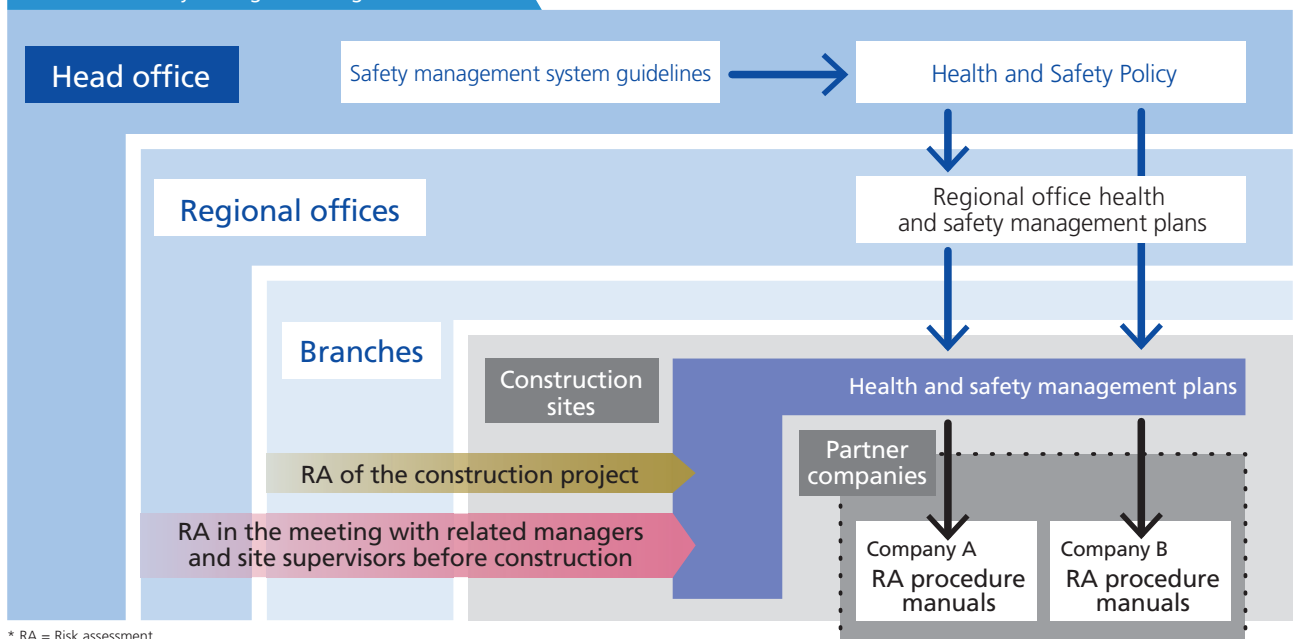 Head office
Safety management system guidelines
Health and Safety Policy
Regional offices
Regional office health
and safety management plans
Branches
Construction
sites
Health and safety management plans
Partner
companies
RA of the construction project
RA in the meeting with related managers
and site supervisors before construction
Company A
RA procedure
manuals
Company B
RA procedure
manuals
* RA = Risk assessment